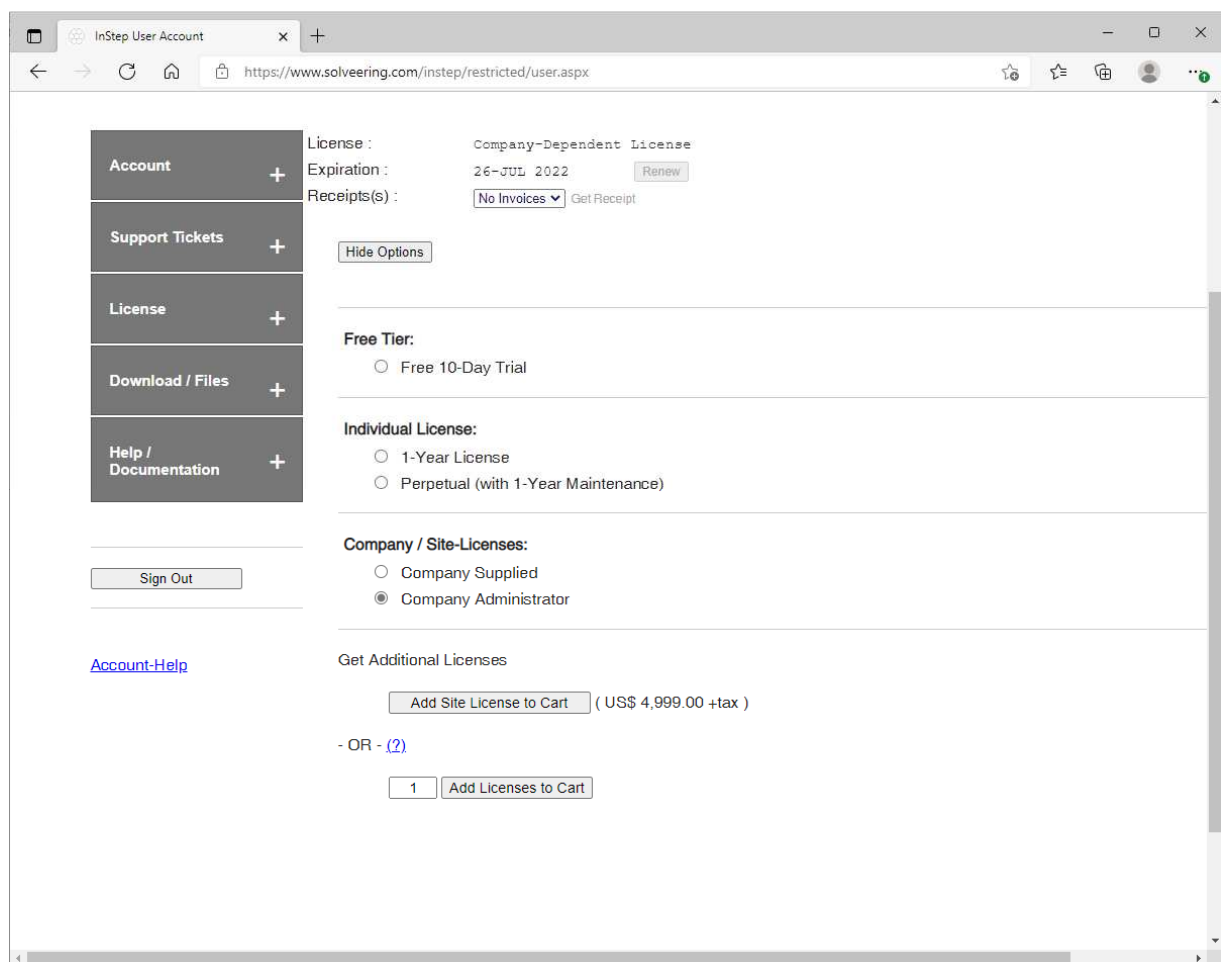 InStep User Account
https://www.solveering.com/instep/restricted/user.aspx
Account +
Support Tickets +
License +
Download / Files +
Help /
Documentation +
Sign Out
Account-Help
License : Company-Dependent License
Expiration : 26-JUL 2022 Renew
Receipts(s) : No Invoices Get Receipt
Hide Options
Free Tier:
Free 10-Day Trial
Individual License:
1-Year License
Perpetual (with 1-Year Maintenance)
Company / Site-Licenses:
Company Supplied
Company Administrator
Get Additional Licenses
Add Site License to Cart ( US$ 4,999.00 +tax )
- OR - (?)
1 Add Licenses to Cart